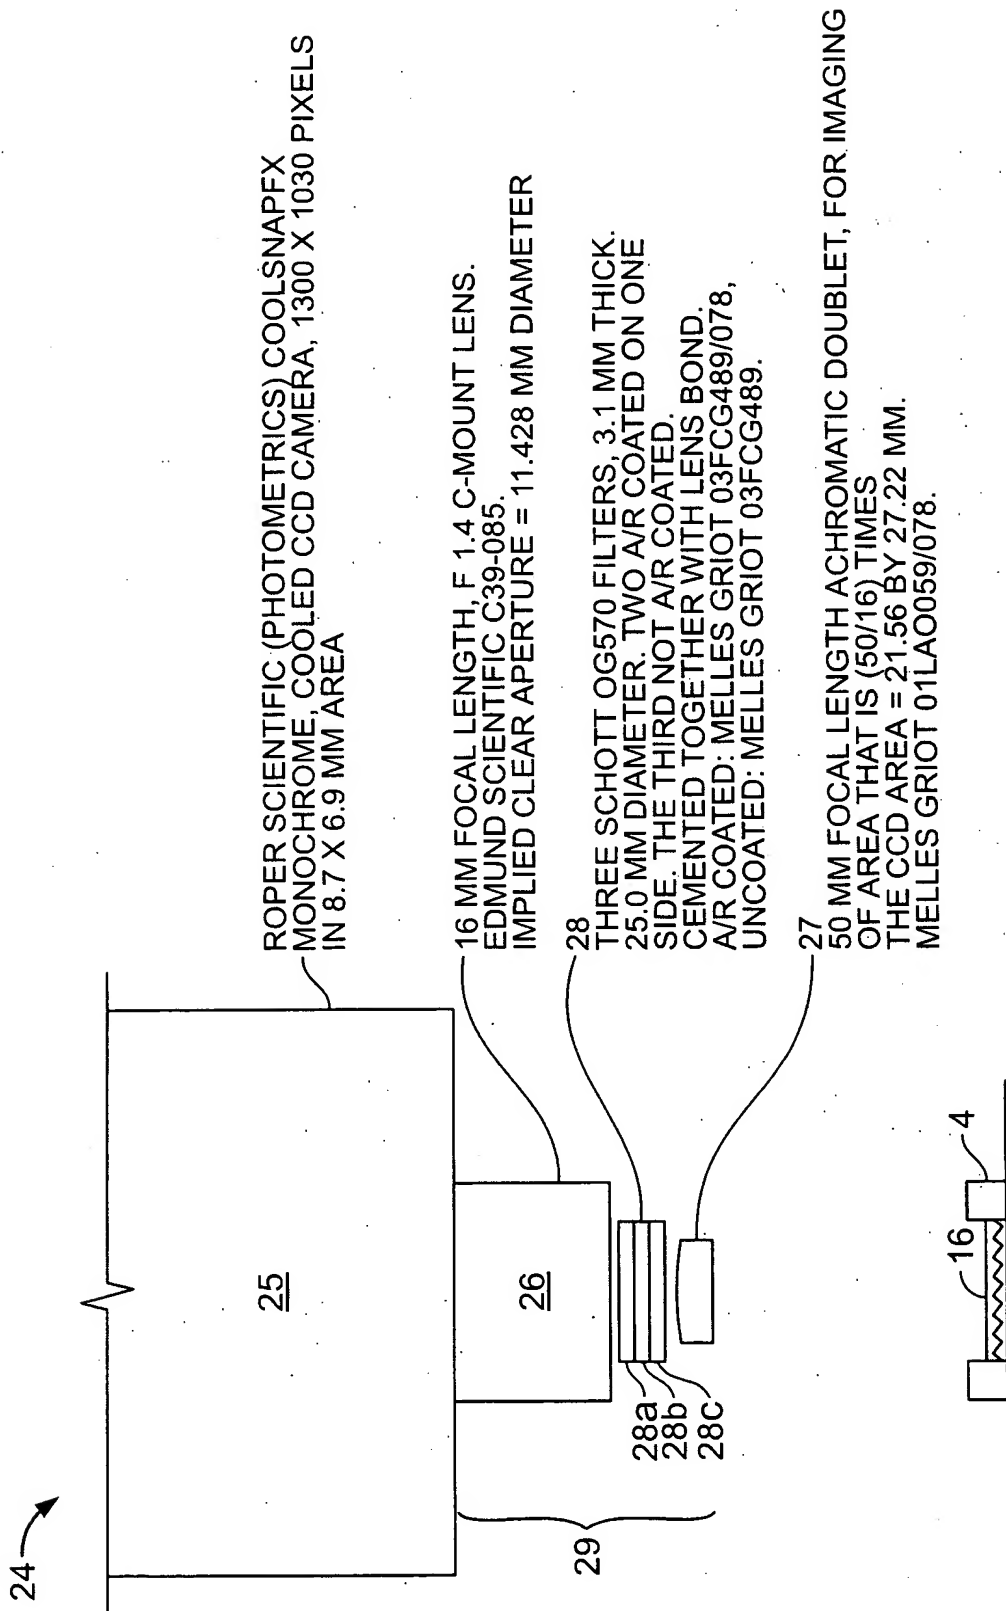 24
25
26
28a
28b
28c
29
16
4
ROPER SCIENTIFIC (PHOTOMETRICS) COOLSNAPFX
MONOCHROME, COOLED CCD CAMERA, 1300 X 1030 PIXELS
IN 8.7 X 6.9 MM AREA
16 MM FOCAL LENGTH, F 1.4 C-MOUNT LENS.
EDMUND SCIENTIFIC C39-085.
IMPLIED CLEAR APERTURE = 11.428 MM DIAMETER
28
THREE SCHOTT OG570 FILTERS, 3.1 MM THICK.
25.0 MM DIAMETER. TWO A/R COATED ON ONE
SIDE. THE THIRD NOT A/R COATED.
CEMENTED TOGETHER WITH LENS BOND.
A/R COATED: MELLES GRIOT 03FCG489/078,
UNCOATED: MELLES GRIOT 03FCG489.
27
50 MM FOCAL LENGTH ACHROMATIC DOUBLET, FOR IMAGING
OF AREA THAT IS (50/16) TIMES
THE CCD AREA = 21.56 BY 27.22 MM.
MELLES GRIOT 01LAO059/078.